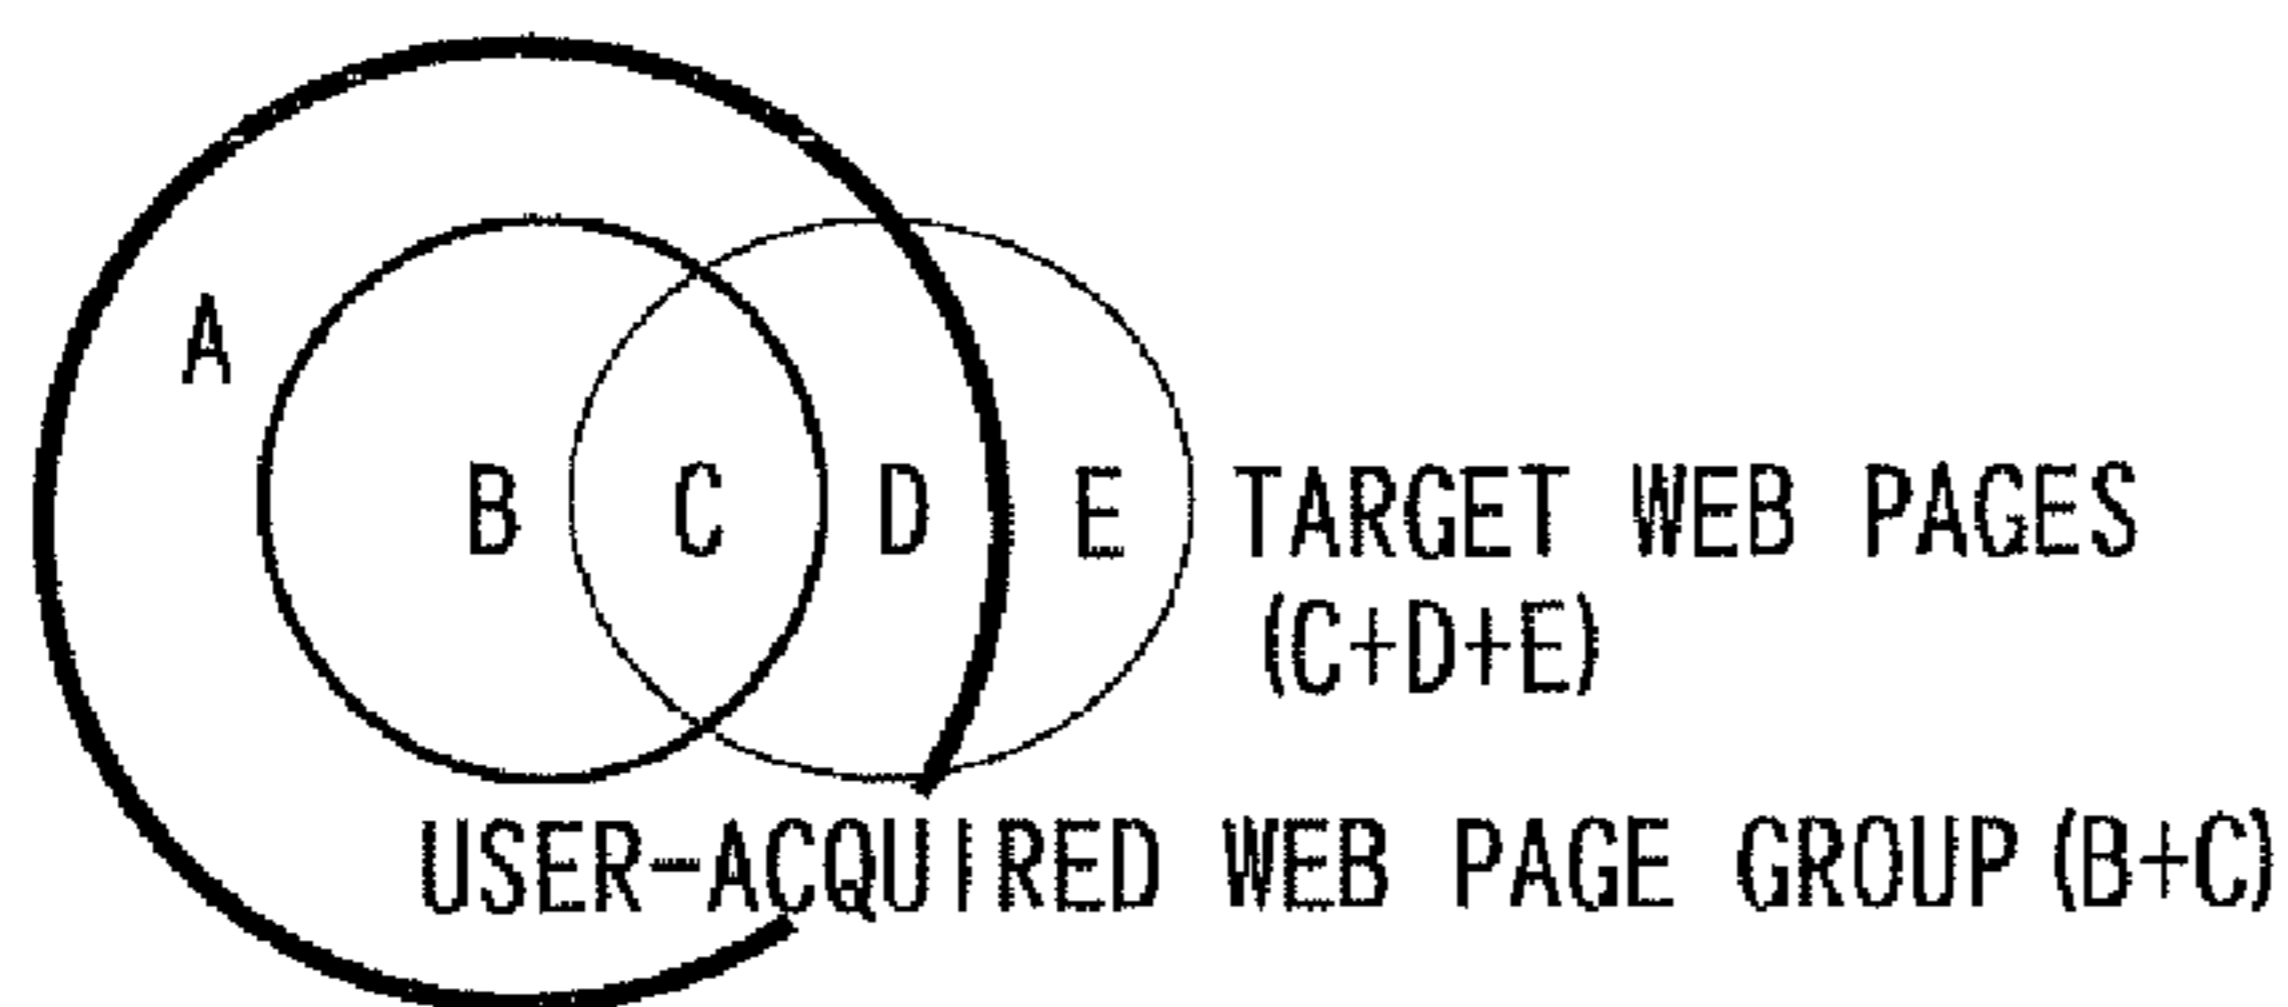 A
B C D E TARGET WEB PAGES
(C+D+E)
USER-ACQUIRED WEB PAGE GROUP (B+C)